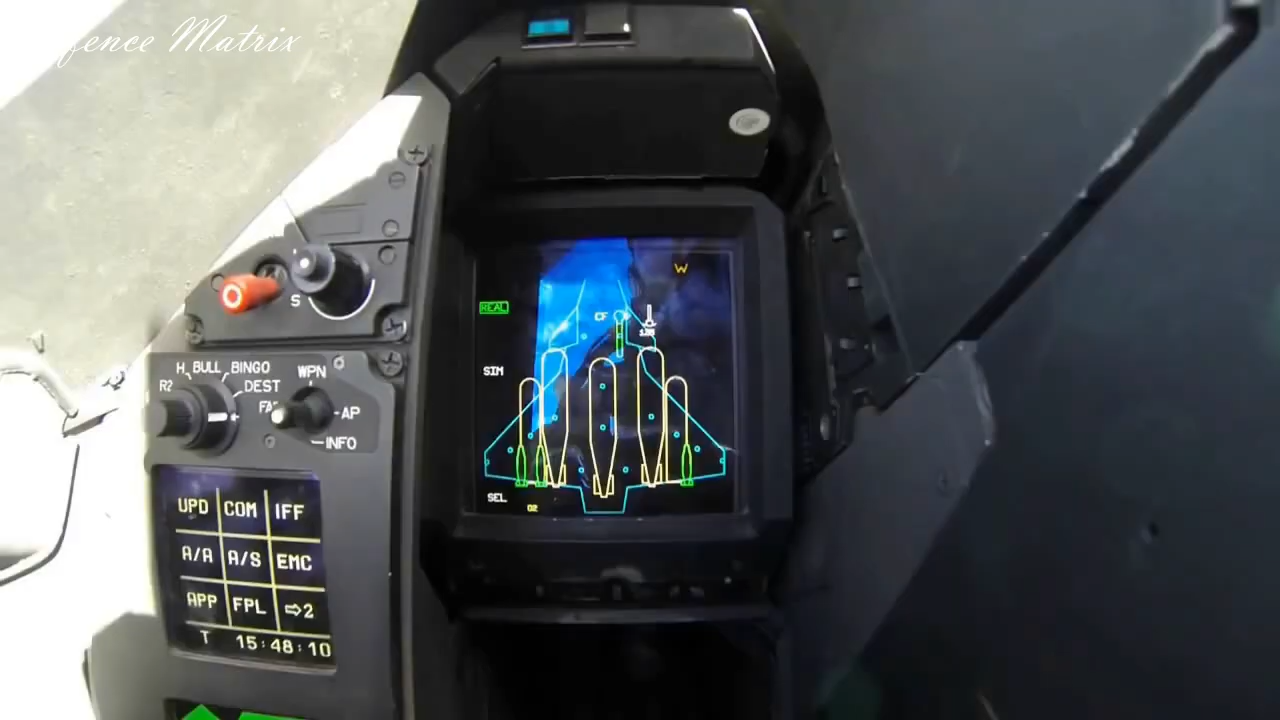 fence Matrix
W
REAL
CF
SIM
S
H BULL BINGO
DEST
WPN
AP
INFO
SEL
02
UPD COM IFF
A/A A/S EMC
APP FPL ⇨2
T 15:48:10